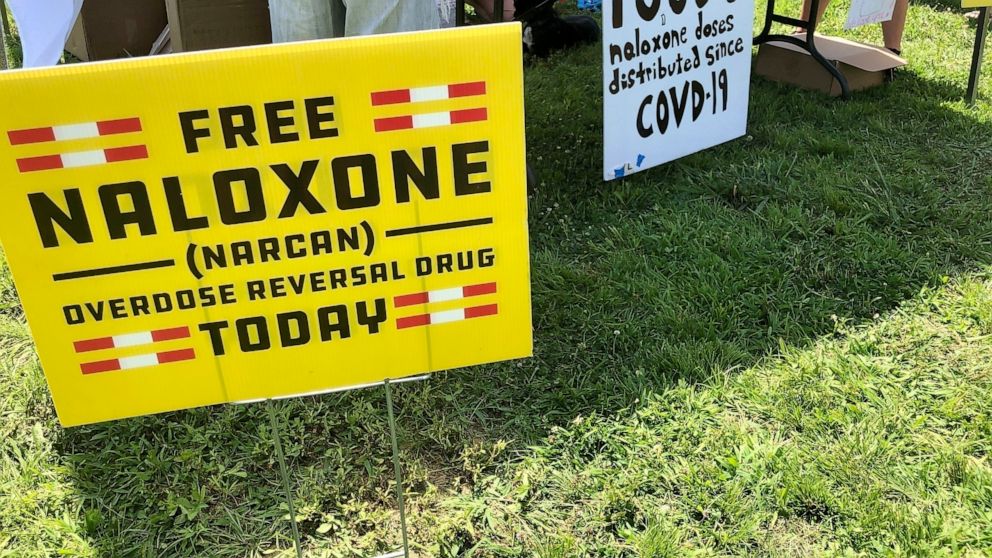 FREE
NALOXONE
(NARCAN)
OVERDOSE REVERSAL DRUG
TODAY
naloxone doses
distributed since
COVD-19